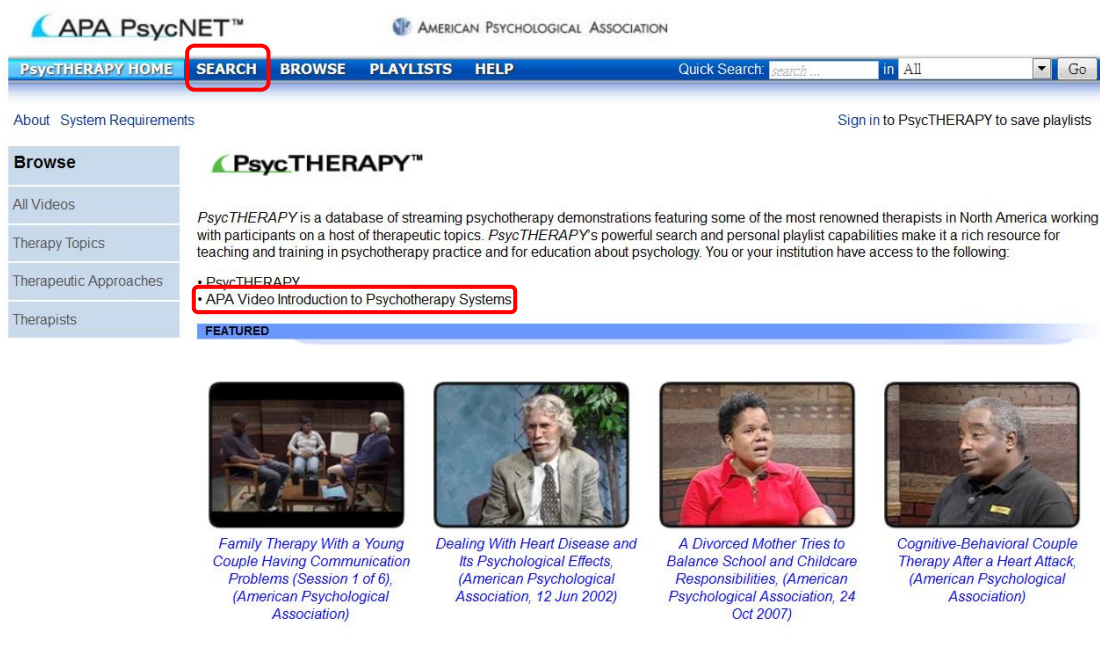 APA PsycNET™
AMERICAN PSYCHOLOGICAL ASSOCIATION
PsycTHERAPY HOME SEARCH BROWSE PLAYLISTS HELP Quick Search: search ... in All Go
About System Requirements Sign in to PsycTHERAPY to save playlists
Browse
All Videos
Therapy Topics
Therapeutic Approaches
Therapists
PsycTHERAPY™
PsycTHERAPY is a database of streaming psychotherapy demonstrations featuring some of the most renowned therapists in North America working
with participants on a host of therapeutic topics. PsycTHERAPY's powerful search and personal playlist capabilities make it a rich resource for
teaching and training in psychotherapy practice and for education about psychology. You or your institution have access to the following:
• PsycTHERAPY
• APA Video Introduction to Psychotherapy Systems
FEATURED
Family Therapy With a Young
Couple Having Communication
Problems (Session 1 of 6),
(American Psychological
Association)
Dealing With Heart Disease and
Its Psychological Effects,
(American Psychological
Association, 12 Jun 2002)
A Divorced Mother Tries to
Balance School and Childcare
Responsibilities, (American
Psychological Association, 24
Oct 2007)
Cognitive-Behavioral Couple
Therapy After a Heart Attack,
(American Psychological
Association)